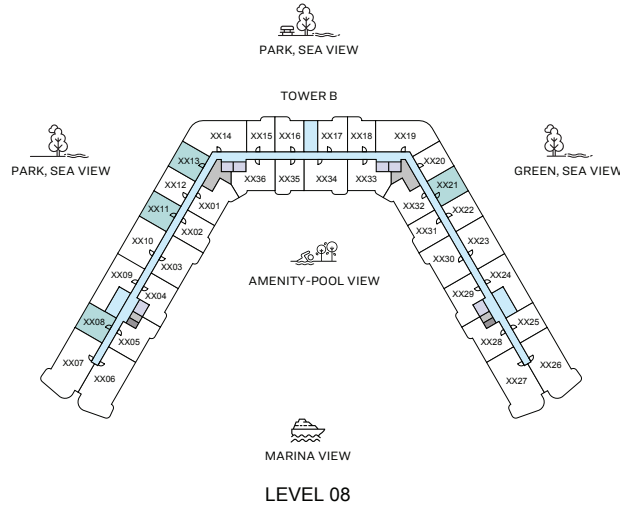 PARK, SEA VIEW
TOWER B
PARK, SEA VIEW
GREEN, SEA VIEW
XX14
XX15
XX16
XX17
XX18
XX19
XX13
XX20
XX12
XX36
XX35
XX34
XX33
XX21
XX11
XX01
XX32
XX22
XX10
XX02
XX31
XX23
XX09
XX03
XX30
XX24
XX08
XX04
XX29
XX25
XX07
XX05
XX28
XX26
XX06
XX27
AMENITY-POOL VIEW
MARINA VIEW
LEVEL 08